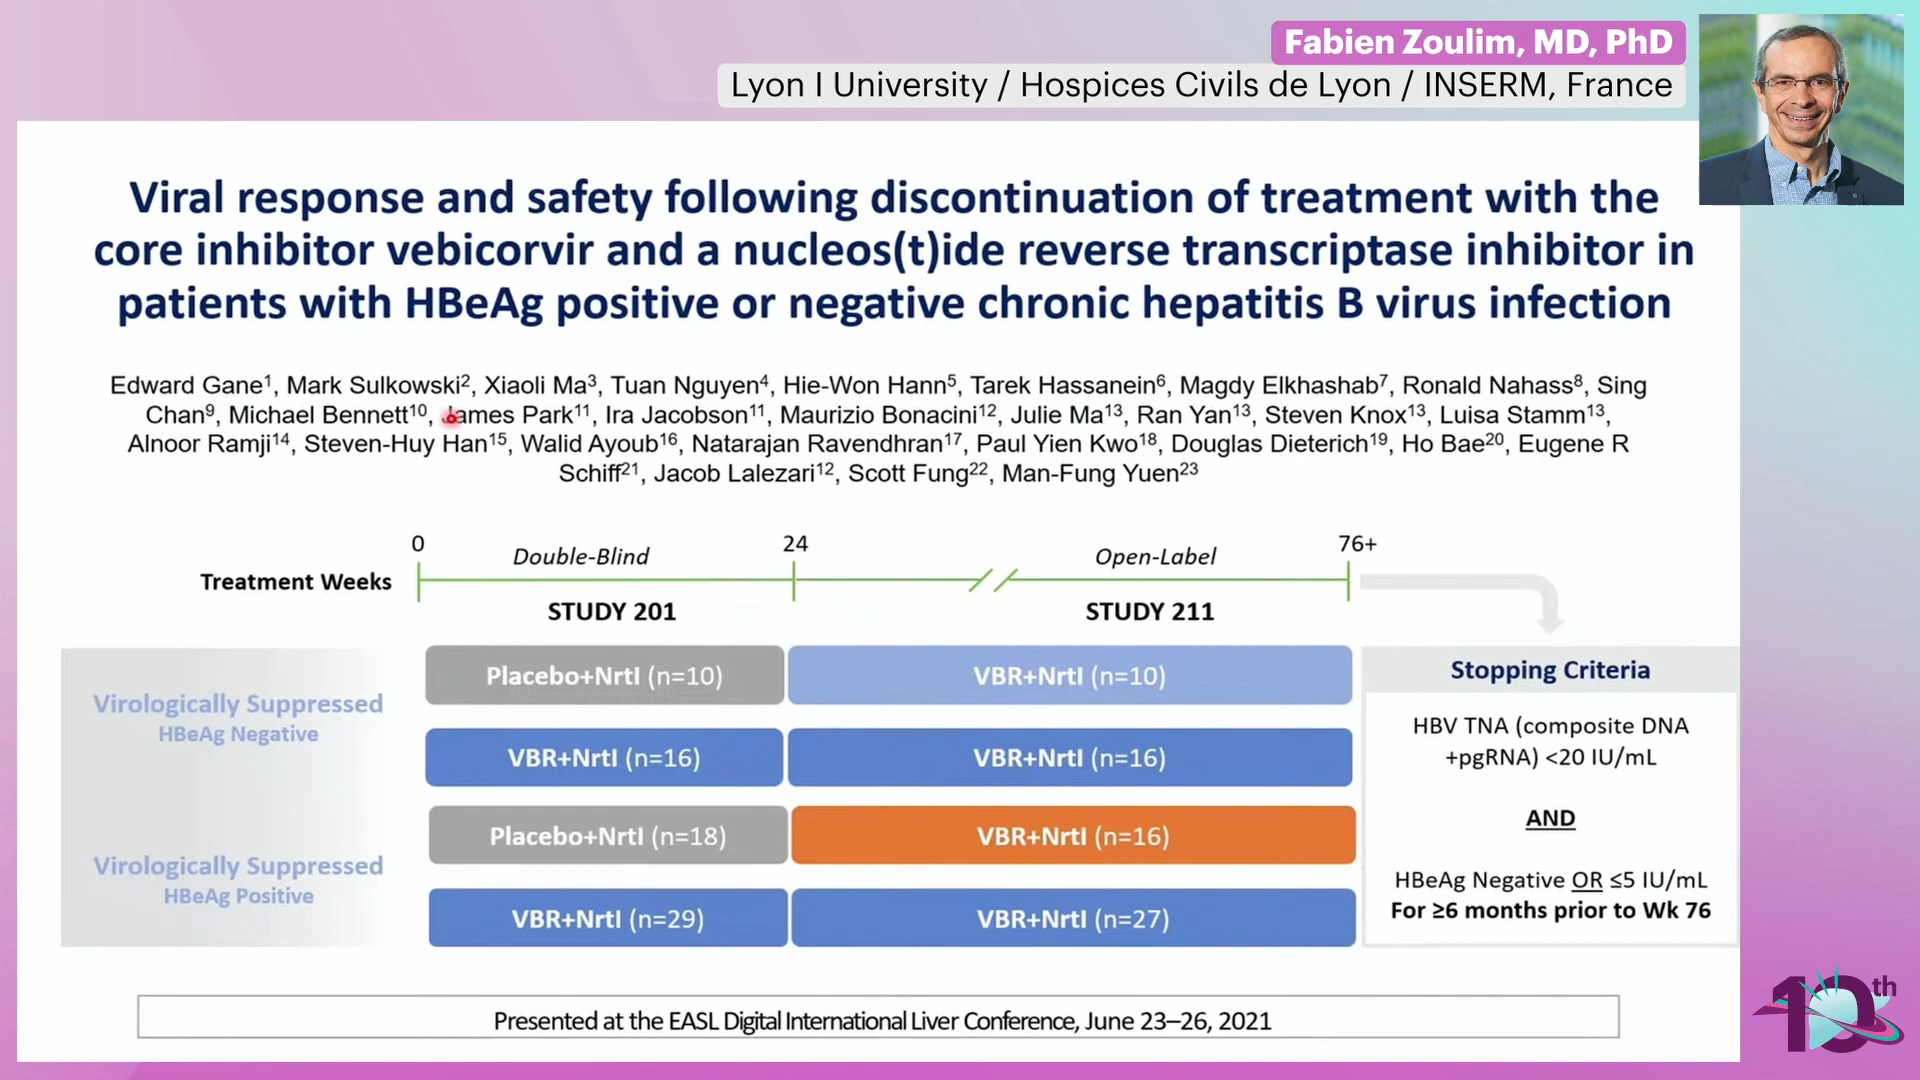 Fabien Zoulim, MD, PhD
Lyon I University / Hospices Civils de Lyon / INSERM, France
Viral response and safety following discontinuation of treatment with the
core inhibitor vebicorvir and a nucleos(t)ide reverse transcriptase inhibitor in
patients with HBeAg positive or negative chronic hepatitis B virus infection
Edward Gane¹, Mark Sulkowski², Xiaoli Ma³, Tuan Nguyen⁴, Hie-Won Hann⁵, Tarek Hassanein⁶, Magdy Elkhashab⁷, Ronald Nahass⁸, Sing
Chan⁹, Michael Bennett¹⁰, James Park¹¹, Ira Jacobson¹¹, Maurizio Bonacini¹², Julie Ma¹³, Ran Yan¹³, Steven Knox¹³, Luisa Stamm¹³,
Alnoor Ramji¹⁴, Steven-Huy Han¹⁵, Walid Ayoub¹⁶, Natarajan Ravendhran¹⁷, Paul Yien Kwo¹⁸, Douglas Dieterich¹⁹, Ho Bae²⁰, Eugene R
Schiff²¹, Jacob Lalezari¹², Scott Fung²², Man-Fung Yuen²³
0 Double-Blind 24 Open-Label 76+
Treatment Weeks
STUDY 201 STUDY 211
Virologically Suppressed
HBeAg Negative
Placebo+NrtI (n=10) VBR+NrtI (n=10)
VBR+NrtI (n=16) VBR+NrtI (n=16)
Virologically Suppressed
HBeAg Positive
Placebo+NrtI (n=18) VBR+NrtI (n=16)
VBR+NrtI (n=29) VBR+NrtI (n=27)
Stopping Criteria
HBV TNA (composite DNA
+pgRNA) <20 IU/mL
AND
HBeAg Negative OR ≤5 IU/mL
For ≥6 months prior to Wk 76
Presented at the EASL Digital International Liver Conference, June 23–26, 2021
10th